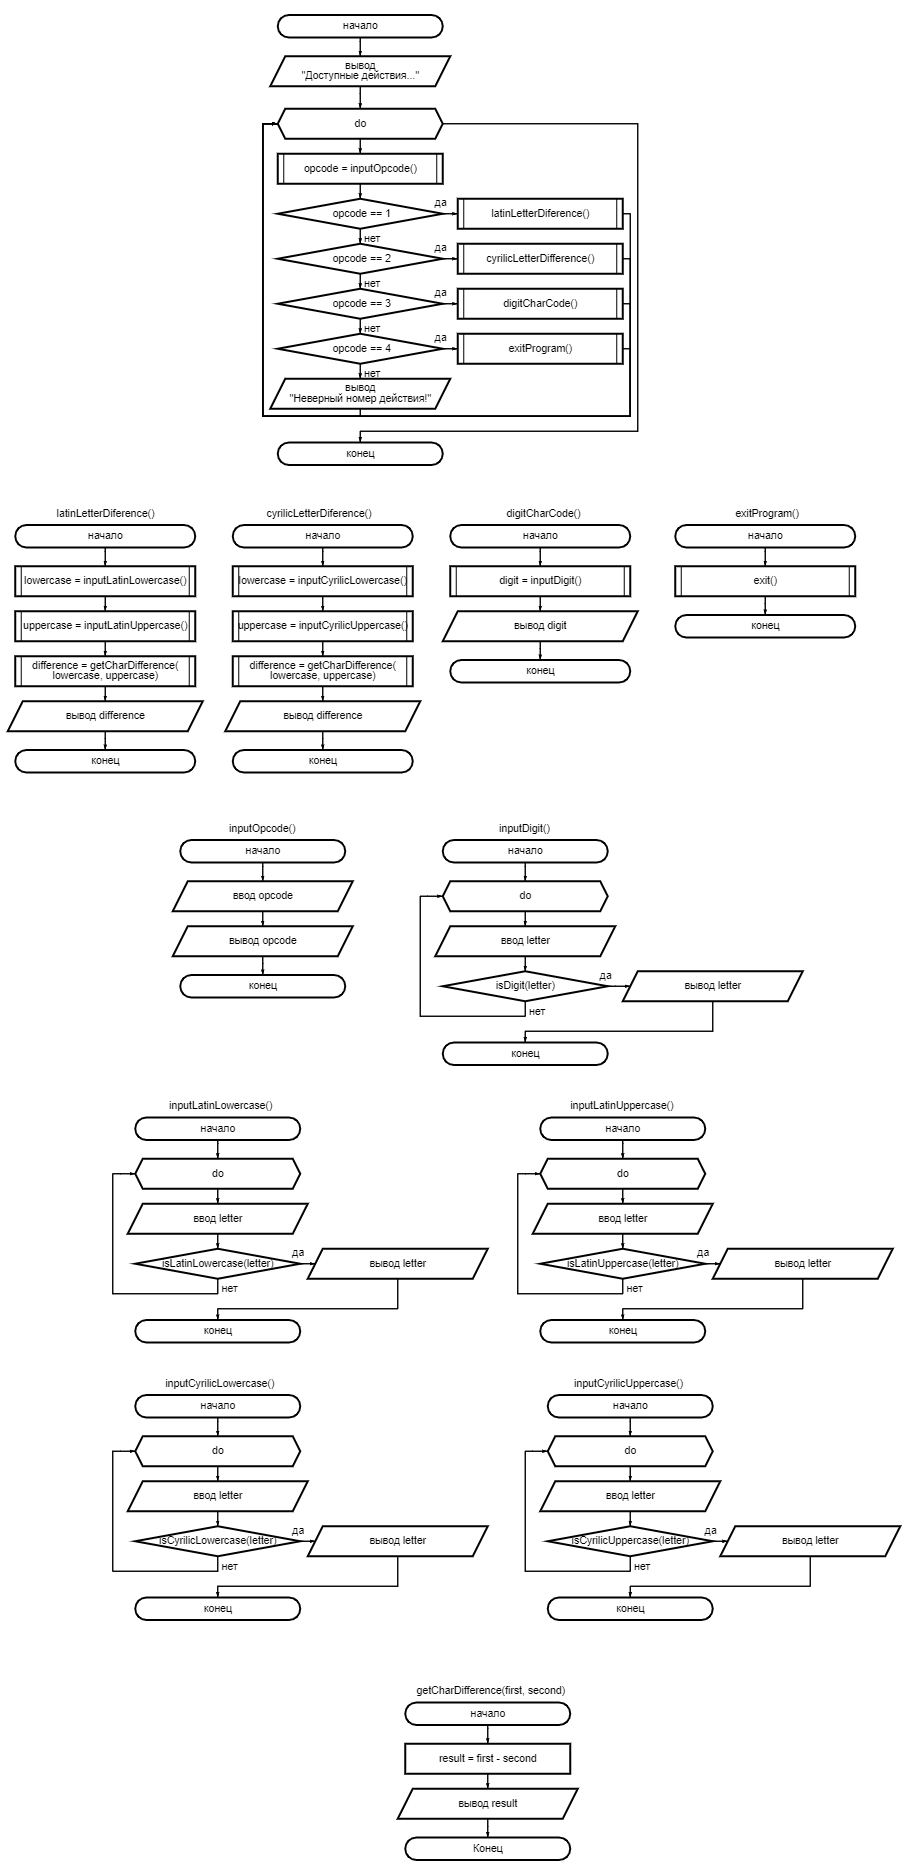 начало
вывод
"Доступные действия..."
do
opcode = inputOpcode()
opcode == 1
да
latinLetterDiference()
нет
opcode == 2
да
cyrilicLetterDifference()
нет
opcode == 3
да
digitCharCode()
нет
opcode == 4
да
exitProgram()
нет
вывод
"Неверный номер действия!"
конец
latinLetterDiference()
начало
lowercase = inputLatinLowercase()
uppercase = inputLatinUppercase()
difference = getCharDifference(
lowercase, uppercase)
вывод difference
конец
cyrilicLetterDiference()
начало
lowercase = inputCyrilicLowercase()
uppercase = inputCyrilicUppercase()
difference = getCharDifference(
lowercase, uppercase)
вывод difference
конец
digitCharCode()
начало
digit = inputDigit()
вывод digit
конец
exitProgram()
начало
exit()
конец
inputOpcode()
начало
ввод opcode
вывод opcode
конец
inputDigit()
начало
do
ввод letter
isDigit(letter)
да
вывод letter
нет
конец
inputLatinLowercase()
начало
do
ввод letter
isLatinLowercase(letter)
да
вывод letter
нет
конец
inputLatinUppercase()
начало
do
ввод letter
isLatinUppercase(letter)
да
вывод letter
нет
конец
inputCyrilicLowercase()
начало
do
ввод letter
isCyrilicLowercase(letter)
да
вывод letter
нет
конец
inputCyrilicUppercase()
начало
do
ввод letter
isCyrilicUppercase(letter)
да
вывод letter
нет
конец
getCharDifference(first, second)
начало
result = first - second
вывод result
Конец